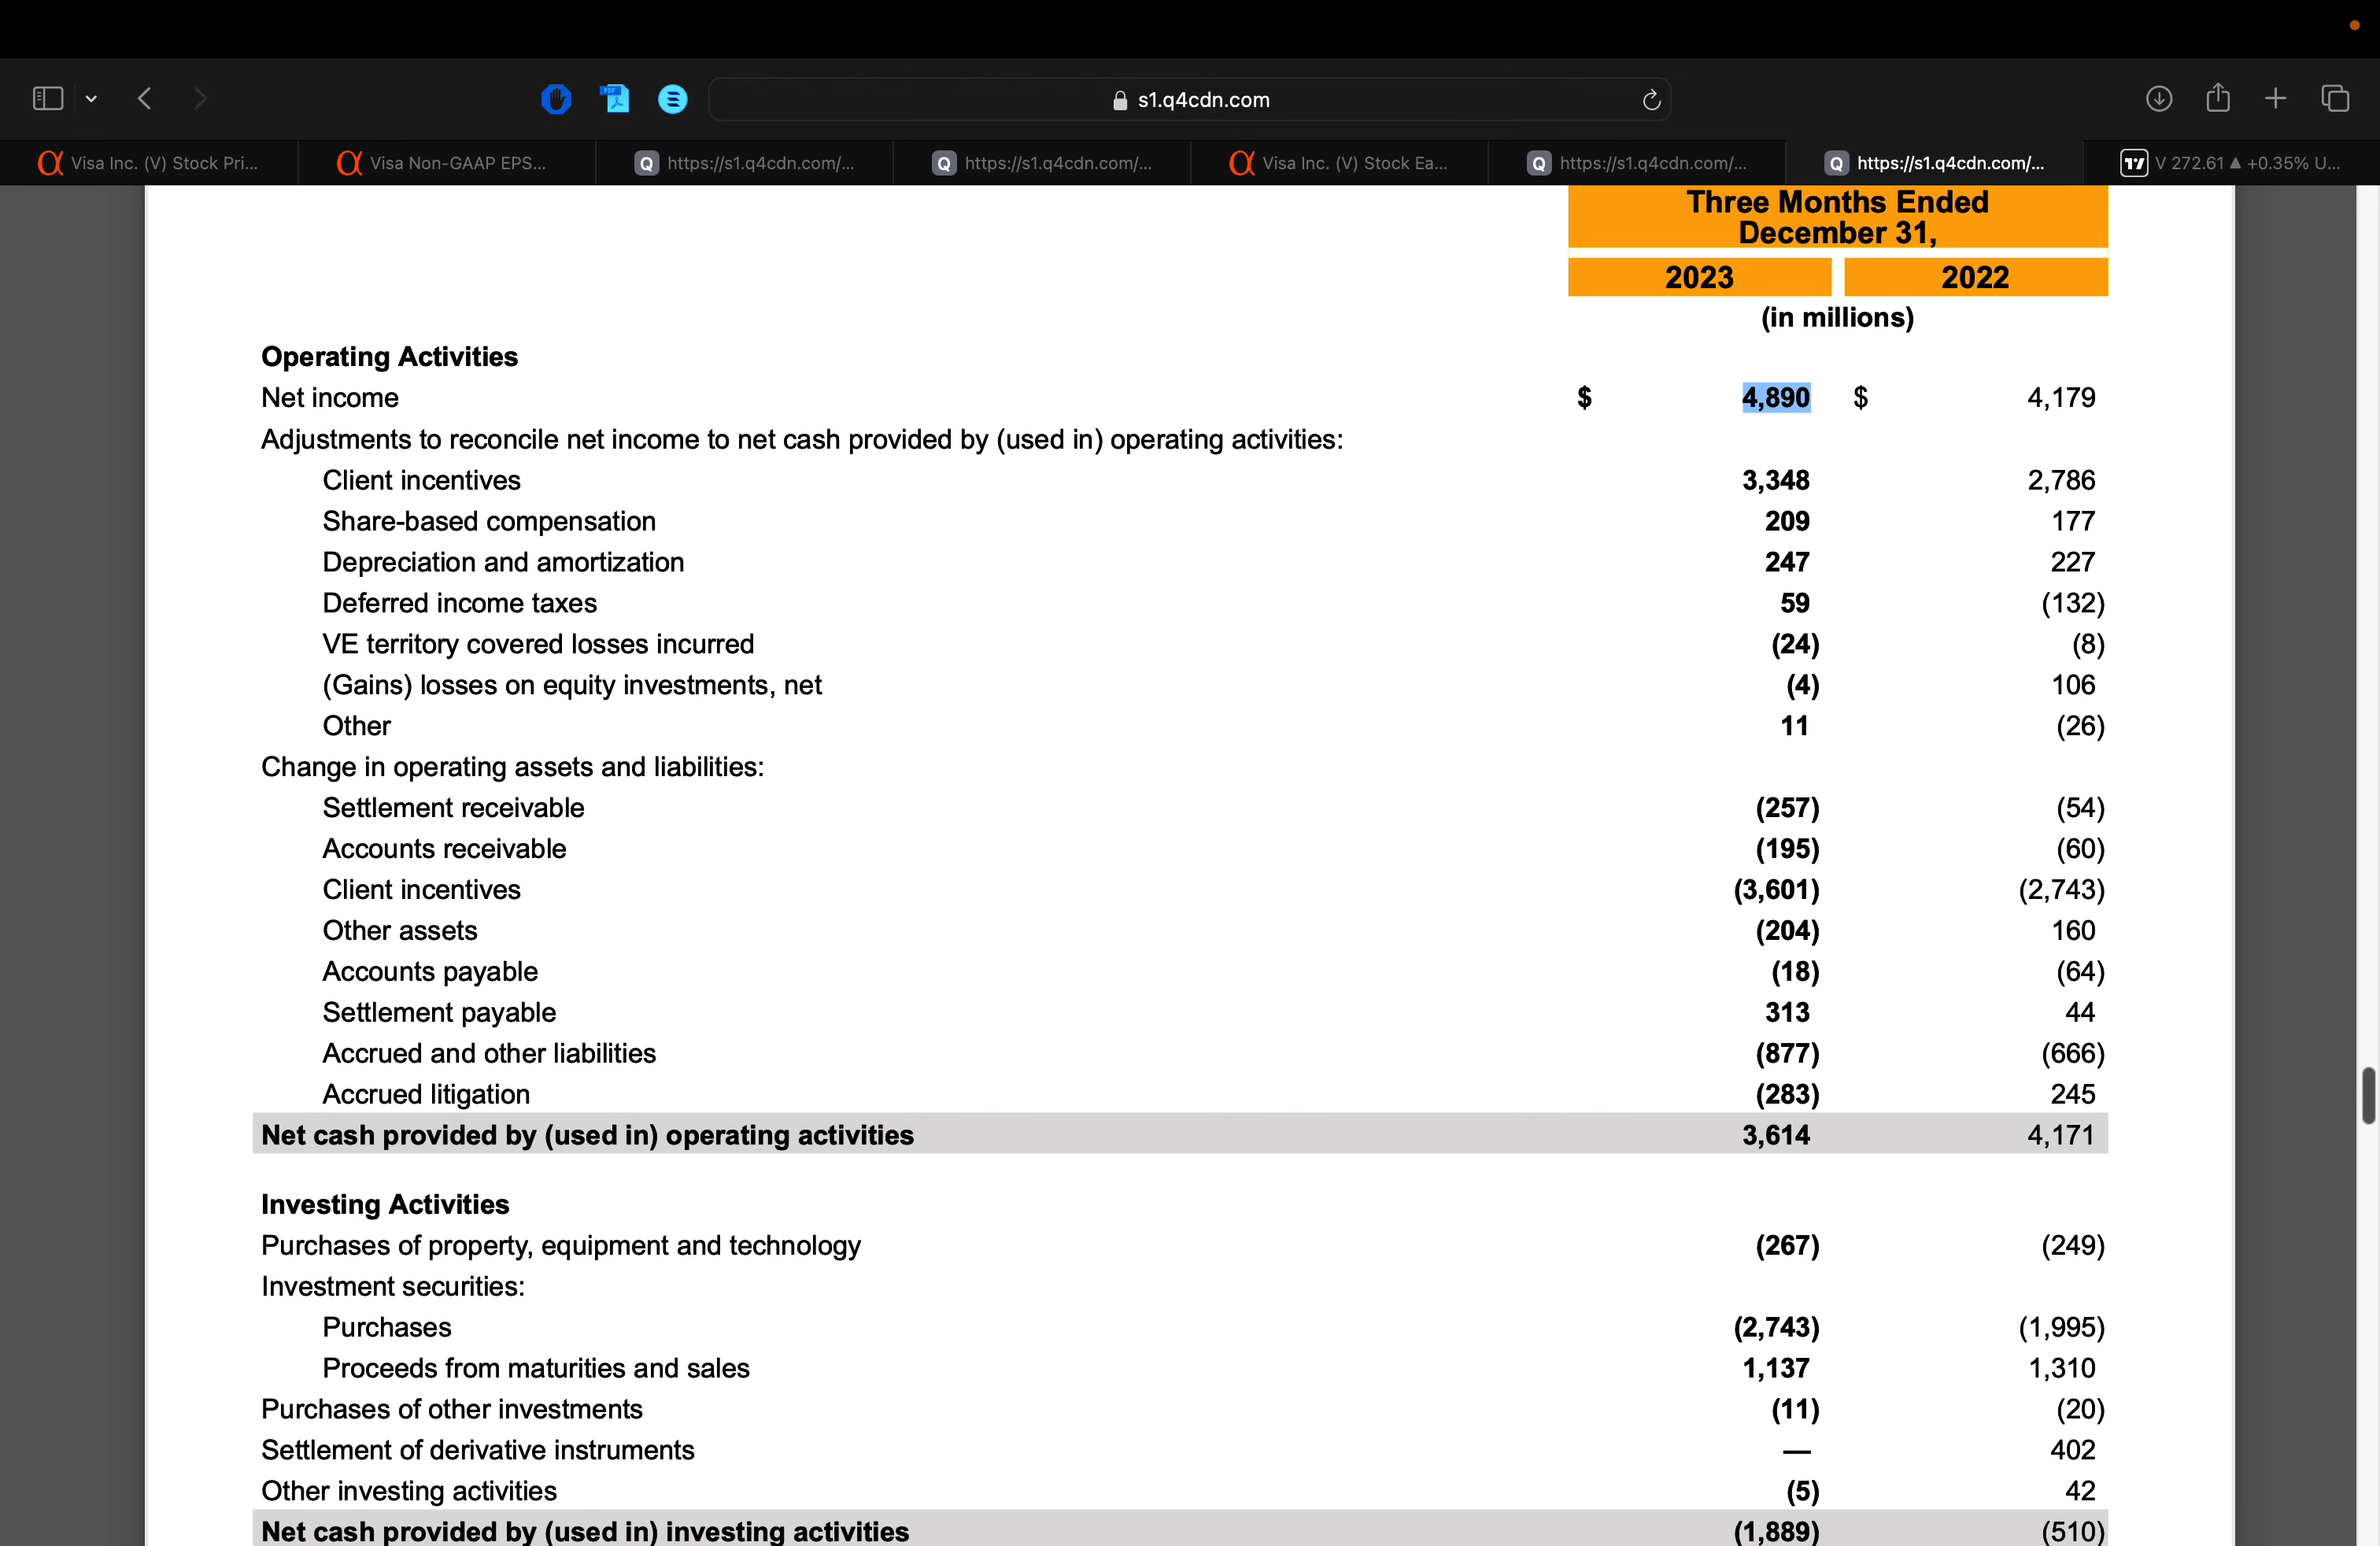 s1.q4cdn.com
Visa Inc. (V) Stock Pri...
Visa Non-GAAP EPS...
https://s1.q4cdn.com/...
https://s1.q4cdn.com/...
Visa Inc. (V) Stock Ea...
https://s1.q4cdn.com/...
https://s1.q4cdn.com/...
V 272.61 ▲ +0.35% U...
Three Months Ended
December 31,
2023 2022
(in millions)
Operating Activities
Net income $ 4,890 $ 4,179
Adjustments to reconcile net income to net cash provided by (used in) operating activities:
Client incentives 3,348 2,786
Share-based compensation 209 177
Depreciation and amortization 247 227
Deferred income taxes 59 (132)
VE territory covered losses incurred (24) (8)
(Gains) losses on equity investments, net (4) 106
Other 11 (26)
Change in operating assets and liabilities:
Settlement receivable (257) (54)
Accounts receivable (195) (60)
Client incentives (3,601) (2,743)
Other assets (204) 160
Accounts payable (18) (64)
Settlement payable 313 44
Accrued and other liabilities (877) (666)
Accrued litigation (283) 245
Net cash provided by (used in) operating activities 3,614 4,171
Investing Activities
Purchases of property, equipment and technology (267) (249)
Investment securities:
Purchases (2,743) (1,995)
Proceeds from maturities and sales 1,137 1,310
Purchases of other investments (11) (20)
Settlement of derivative instruments — 402
Other investing activities (5) 42
Net cash provided by (used in) investing activities (1,889) (510)